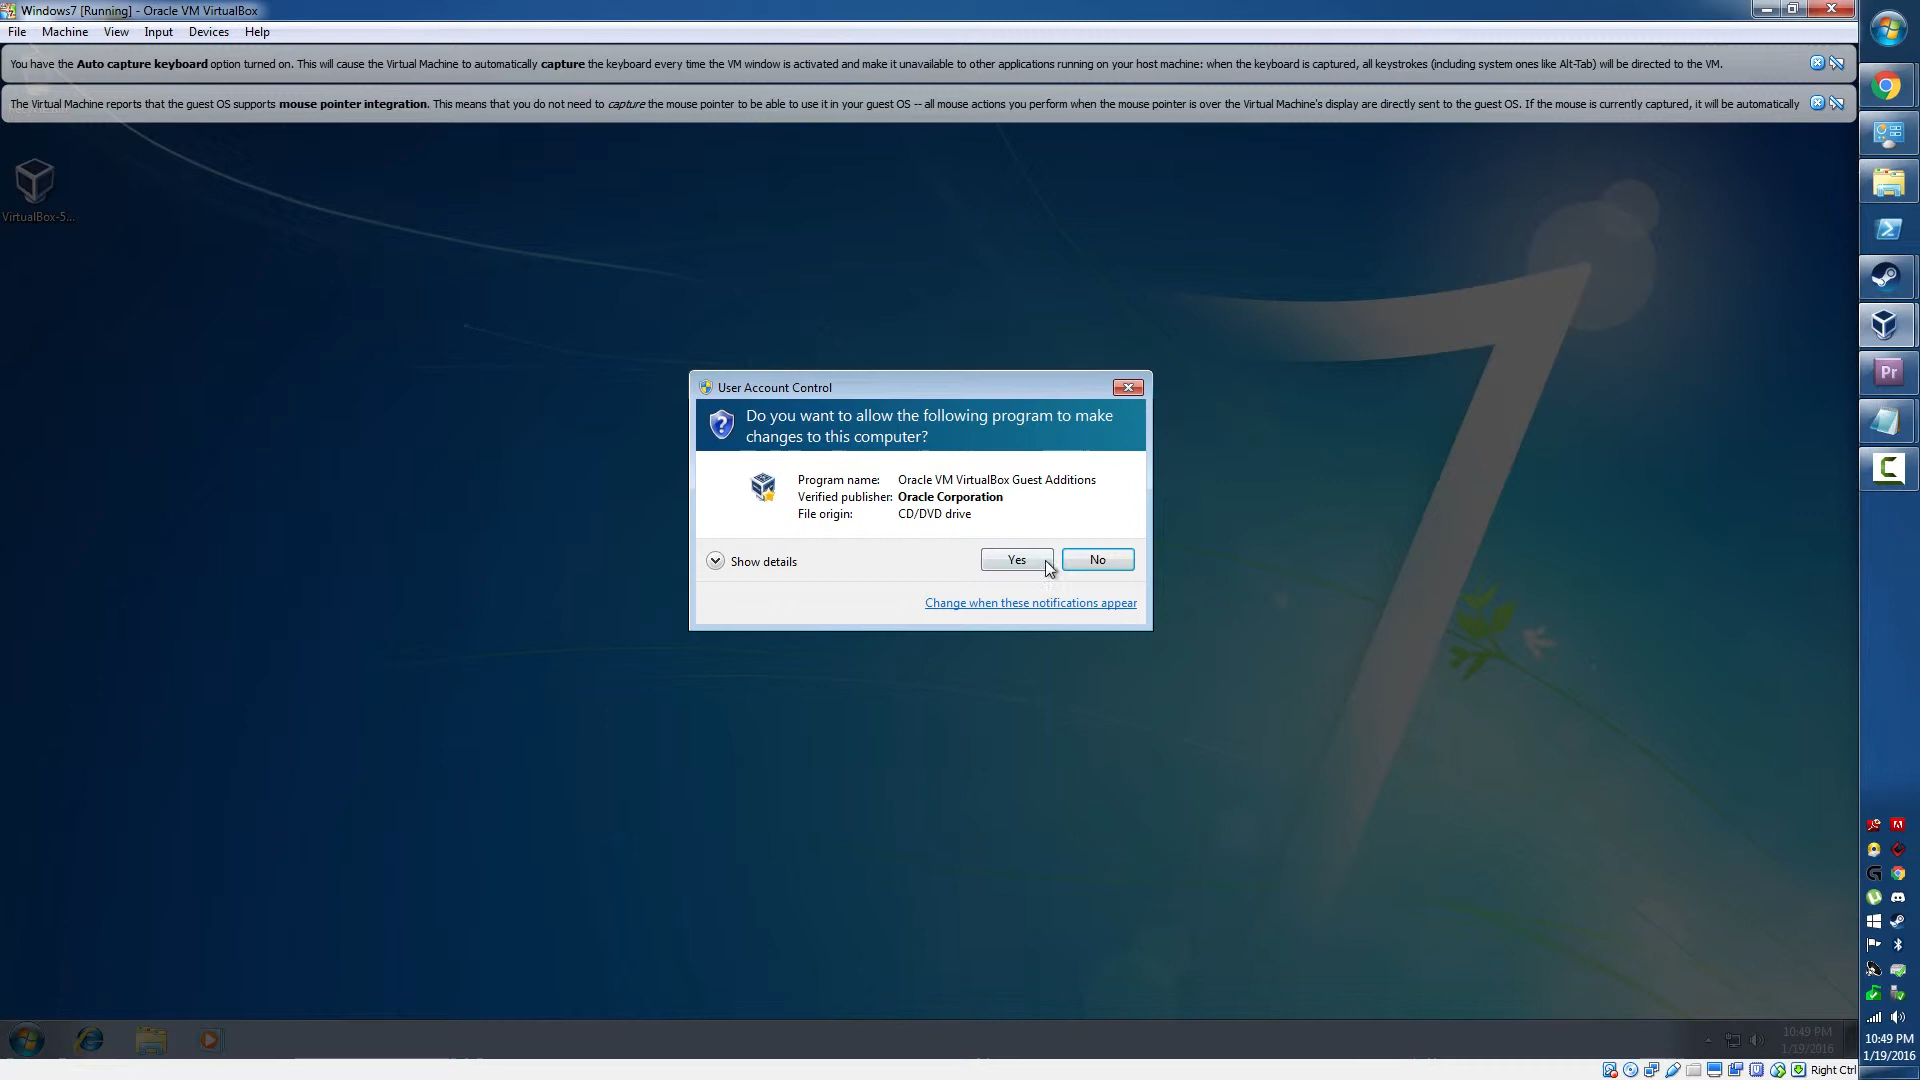 Windows7 [Running] - Oracle VM VirtualBox
File Machine View Input Devices Help
You have the Auto capture keyboard option turned on. This will cause the Virtual Machine to automatically capture the keyboard every time the VM window is activated and make it unavailable to other applications running on your host machine: when the keyboard is captured, all keystrokes (including system ones like Alt-Tab) will be directed to the VM.
The Virtual Machine reports that the guest OS supports mouse pointer integration. This means that you do not need to capture the mouse pointer to be able to use it in your guest OS -- all mouse actions you perform when the mouse pointer is over the Virtual Machine's display are directly sent to the guest OS. If the mouse is currently captured, it will be automatically
VirtualBox-5...
User Account Control
Do you want to allow the following program to make
changes to this computer?
Program name: Oracle VM VirtualBox Guest Additions
Verified publisher: Oracle Corporation
File origin: CD/DVD drive
Show details
Yes
No
Change when these notifications appear
Pr
10:49 PM
1/19/2016
10:49 PM
1/19/2016
Right Ctrl